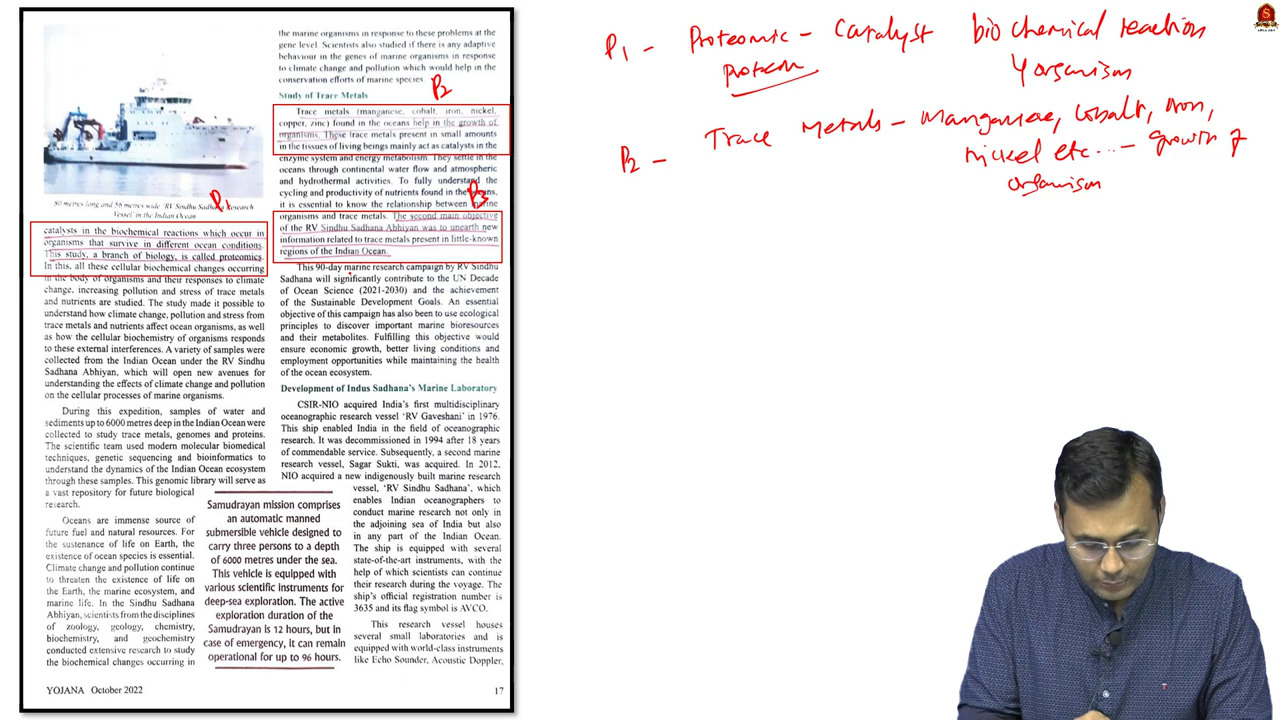 80 metres long and 56 metres wide 'RV Sindhu Sadhana Research
Vessel' in the Indian Ocean
P1
catalysts in the biochemical reactions which occur in
organisms that survive in different ocean conditions.
This study, a branch of biology, is called proteomics.
In this, all these cellular biochemical changes occurring
in the body of organisms and their responses to climate
change, increasing pollution and stress of trace metals
and nutrients are studied. The study made it possible to
understand how climate change, pollution and stress from
trace metals and nutrients affect ocean organisms, as well
as how the cellular biochemistry of organisms responds
to these external interferences. A variety of samples were
collected from the Indian Ocean under the RV Sindhu
Sadhana Abhiyan, which will open new avenues for
understanding the effects of climate change and pollution
on the cellular processes of marine organisms.
During this expedition, samples of water and
sediments up to 6000 metres deep in the Indian Ocean were
collected to study trace metals, genomes and proteins.
The scientific team used modern molecular biomedical
techniques, genetic sequencing and bioinformatics to
understand the dynamics of the Indian Ocean ecosystem
through these samples. This genomic library will serve as
a vast repository for future biological
research.
Oceans are immense source of
future fuel and natural resources. For
the sustenance of life on Earth, the
existence of ocean species is essential.
Climate change and pollution continue
to threaten the existence of life on
the Earth, the marine ecosystem, and
marine life. In the Sindhu Sadhana
Abhiyan, scientists from the disciplines
of zoology, geology, chemistry,
biochemistry, and geochemistry
conducted extensive research to study
the biochemical changes occurring in
Samudrayan mission comprises
an automatic manned
submersible vehicle designed to
carry three persons to a depth
of 6000 metres under the sea.
This vehicle is equipped with
various scientific instruments for
deep-sea exploration. The active
exploration duration of the
Samudrayan is 12 hours, but in
case of emergency, it can remain
operational for up to 96 hours.
the marine organisms in response to these problems at the
gene level. Scientists also studied if there is any adaptive
behaviour in the genes of marine organisms in response
to climate change and pollution which would help in the
conservation efforts of marine species.
P2
Study of Trace Metals
Trace metals (manganese, cobalt, iron, nickel,
copper, zinc) found in the oceans help in the growth of
organisms. These trace metals present in small amounts
in the tissues of living beings mainly act as catalysts in the
enzyme system and energy metabolism. They settle in the
oceans through continental water flow and atmospheric
and hydrothermal activities. To fully understand the
cycling and productivity of nutrients found in the oceans,
P3
it is essential to know the relationship between marine
organisms and trace metals. The second main objective
of the RV Sindhu Sadhana Abhiyan was to unearth new
information related to trace metals present in little-known
regions of the Indian Ocean.
This 90-day marine research campaign by RV Sindhu
Sadhana will significantly contribute to the UN Decade
of Ocean Science (2021-2030) and the achievement
of the Sustainable Development Goals. An essential
objective of this campaign has also been to use ecological
principles to discover important marine bioresources
and their metabolites. Fulfilling this objective would
ensure economic growth, better living conditions and
employment opportunities while maintaining the health
of the ocean ecosystem.
Development of Indus Sadhana's Marine Laboratory
CSIR-NIO acquired India's first multidisciplinary
oceanographic research vessel 'RV Gaveshani' in 1976.
This ship enabled India in the field of oceanographic
research. It was decommissioned in 1994 after 18 years
of commendable service. Subsequently, a second marine
research vessel, Sagar Sukti, was acquired. In 2012,
NIO acquired a new indigenously built marine research
vessel, 'RV Sindhu Sadhana', which
enables Indian oceanographers to
conduct marine research not only in
the adjoining sea of India but also
in any part of the Indian Ocean.
The ship is equipped with several
state-of-the-art instruments, with the
help of which scientists can continue
their research during the voyage. The
ship's official registration number is
3635 and its flag symbol is AVCO.
This research vessel houses
several small laboratories and is
equipped with world-class instruments
like Echo Sounder, Acoustic Doppler,
YOJANA October 2022
17
P1 - Proteomic - Catalyst biochemical reaction
Protein
organism
P2 - Trace Metals - Manganese, Cobalt, Iron,
nickel etc... - growth of
organism